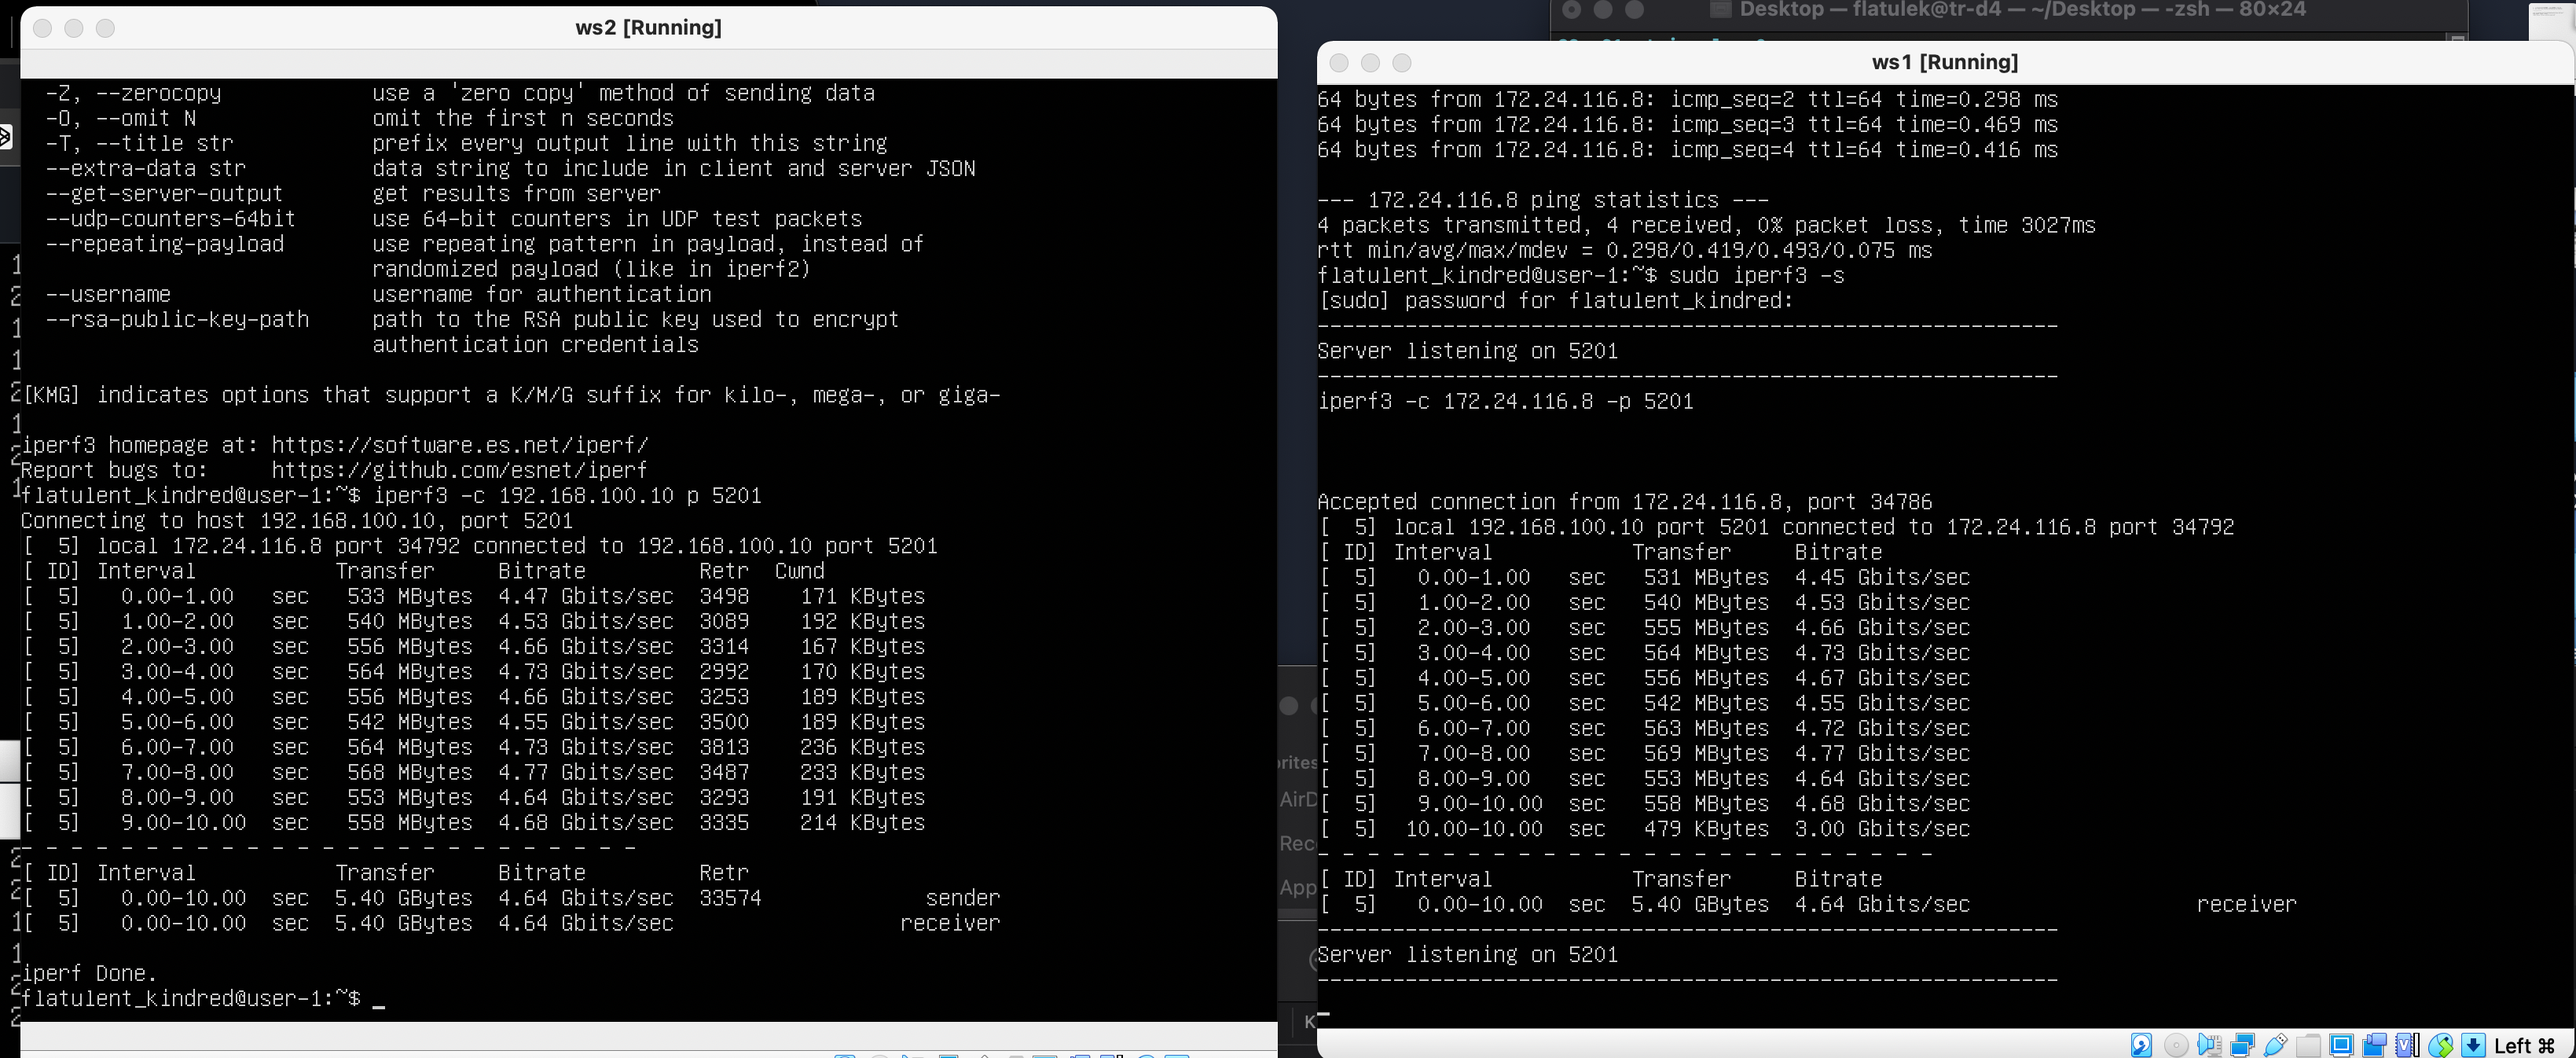 ws2 [Running]
-Z, --zerocopy            use a 'zero copy' method of sending data
-O, --omit N              omit the first n seconds
-T, --title str           prefix every output line with this string
--extra-data str          data string to include in client and server JSON
--get-server-output       get results from server
--udp-counters-64bit      use 64-bit counters in UDP test packets
--repeating-payload       use repeating pattern in payload, instead of
randomized payload (like in iperf2)
--username                username for authentication
--rsa-public-key-path     path to the RSA public key used to encrypt
authentication credentials
[KMG] indicates options that support a K/M/G suffix for kilo-, mega-, or giga-
iperf3 homepage at: https://software.es.net/iperf/
Report bugs to:     https://github.com/esnet/iperf
flatulent_kindred@user-1:~$ iperf3 -c 192.168.100.10 p 5201
Connecting to host 192.168.100.10, port 5201
[  5] local 172.24.116.8 port 34792 connected to 192.168.100.10 port 5201
[ ID] Interval           Transfer     Bitrate         Retr  Cwnd
[  5]   0.00-1.00   sec   533 MBytes  4.47 Gbits/sec  3498    171 KBytes
[  5]   1.00-2.00   sec   540 MBytes  4.53 Gbits/sec  3089    192 KBytes
[  5]   2.00-3.00   sec   556 MBytes  4.66 Gbits/sec  3314    167 KBytes
[  5]   3.00-4.00   sec   564 MBytes  4.73 Gbits/sec  2992    170 KBytes
[  5]   4.00-5.00   sec   556 MBytes  4.66 Gbits/sec  3253    189 KBytes
[  5]   5.00-6.00   sec   542 MBytes  4.55 Gbits/sec  3500    189 KBytes
[  5]   6.00-7.00   sec   564 MBytes  4.73 Gbits/sec  3813    236 KBytes
[  5]   7.00-8.00   sec   568 MBytes  4.77 Gbits/sec  3487    233 KBytes
[  5]   8.00-9.00   sec   553 MBytes  4.64 Gbits/sec  3293    191 KBytes
[  5]   9.00-10.00  sec   558 MBytes  4.68 Gbits/sec  3335    214 KBytes
- - - - - - - - - - - - - - - - - - - - - - - - -
[ ID] Interval           Transfer     Bitrate         Retr
[  5]   0.00-10.00  sec  5.40 GBytes  4.64 Gbits/sec  33574             sender
[  5]   0.00-10.00  sec  5.40 GBytes  4.64 Gbits/sec                  receiver
iperf Done.
flatulent_kindred@user-1:~$ _
Desktop — flatulek@tr-d4 — ~/Desktop — -zsh — 80×24
ws1 [Running]
64 bytes from 172.24.116.8: icmp_seq=2 ttl=64 time=0.298 ms
64 bytes from 172.24.116.8: icmp_seq=3 ttl=64 time=0.469 ms
64 bytes from 172.24.116.8: icmp_seq=4 ttl=64 time=0.416 ms
--- 172.24.116.8 ping statistics ---
4 packets transmitted, 4 received, 0% packet loss, time 3027ms
rtt min/avg/max/mdev = 0.298/0.419/0.493/0.075 ms
flatulent_kindred@user-1:~$ sudo iperf3 -s
[sudo] password for flatulent_kindred:
-----------------------------------------------------------
Server listening on 5201
-----------------------------------------------------------
iperf3 -c 172.24.116.8 -p 5201
Accepted connection from 172.24.116.8, port 34786
[  5] local 192.168.100.10 port 5201 connected to 172.24.116.8 port 34792
[ ID] Interval           Transfer     Bitrate
[  5]   0.00-1.00   sec   531 MBytes  4.45 Gbits/sec
[  5]   1.00-2.00   sec   540 MBytes  4.53 Gbits/sec
[  5]   2.00-3.00   sec   555 MBytes  4.66 Gbits/sec
[  5]   3.00-4.00   sec   564 MBytes  4.73 Gbits/sec
[  5]   4.00-5.00   sec   556 MBytes  4.67 Gbits/sec
[  5]   5.00-6.00   sec   542 MBytes  4.55 Gbits/sec
[  5]   6.00-7.00   sec   563 MBytes  4.72 Gbits/sec
[  5]   7.00-8.00   sec   569 MBytes  4.77 Gbits/sec
[  5]   8.00-9.00   sec   553 MBytes  4.64 Gbits/sec
[  5]   9.00-10.00  sec   558 MBytes  4.68 Gbits/sec
[  5]  10.00-10.00  sec   479 KBytes  3.00 Gbits/sec
- - - - - - - - - - - - - - - - - - - - - - - - -
[ ID] Interval           Transfer     Bitrate
[  5]   0.00-10.00  sec  5.40 GBytes  4.64 Gbits/sec                  receiver
-----------------------------------------------------------
Server listening on 5201
-----------------------------------------------------------
_
Left ⌘